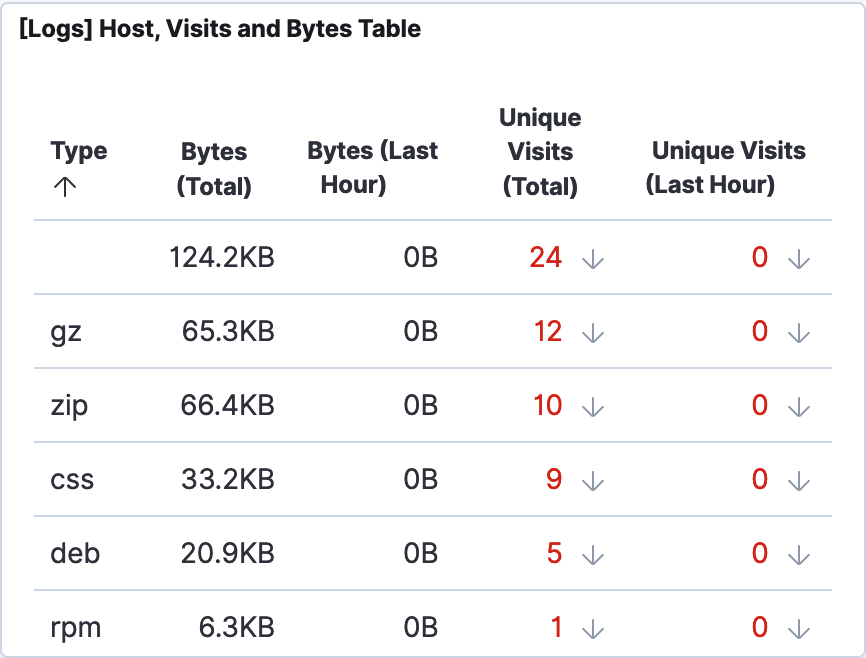 [Logs] Host, Visits and Bytes Table
Type Bytes (Total) Bytes (Last Hour) Unique Visits (Total) Unique Visits (Last Hour)
124.2KB 0B 24 0
gz 65.3KB 0B 12 0
zip 66.4KB 0B 10 0
css 33.2KB 0B 9 0
deb 20.9KB 0B 5 0
rpm 6.3KB 0B 1 0